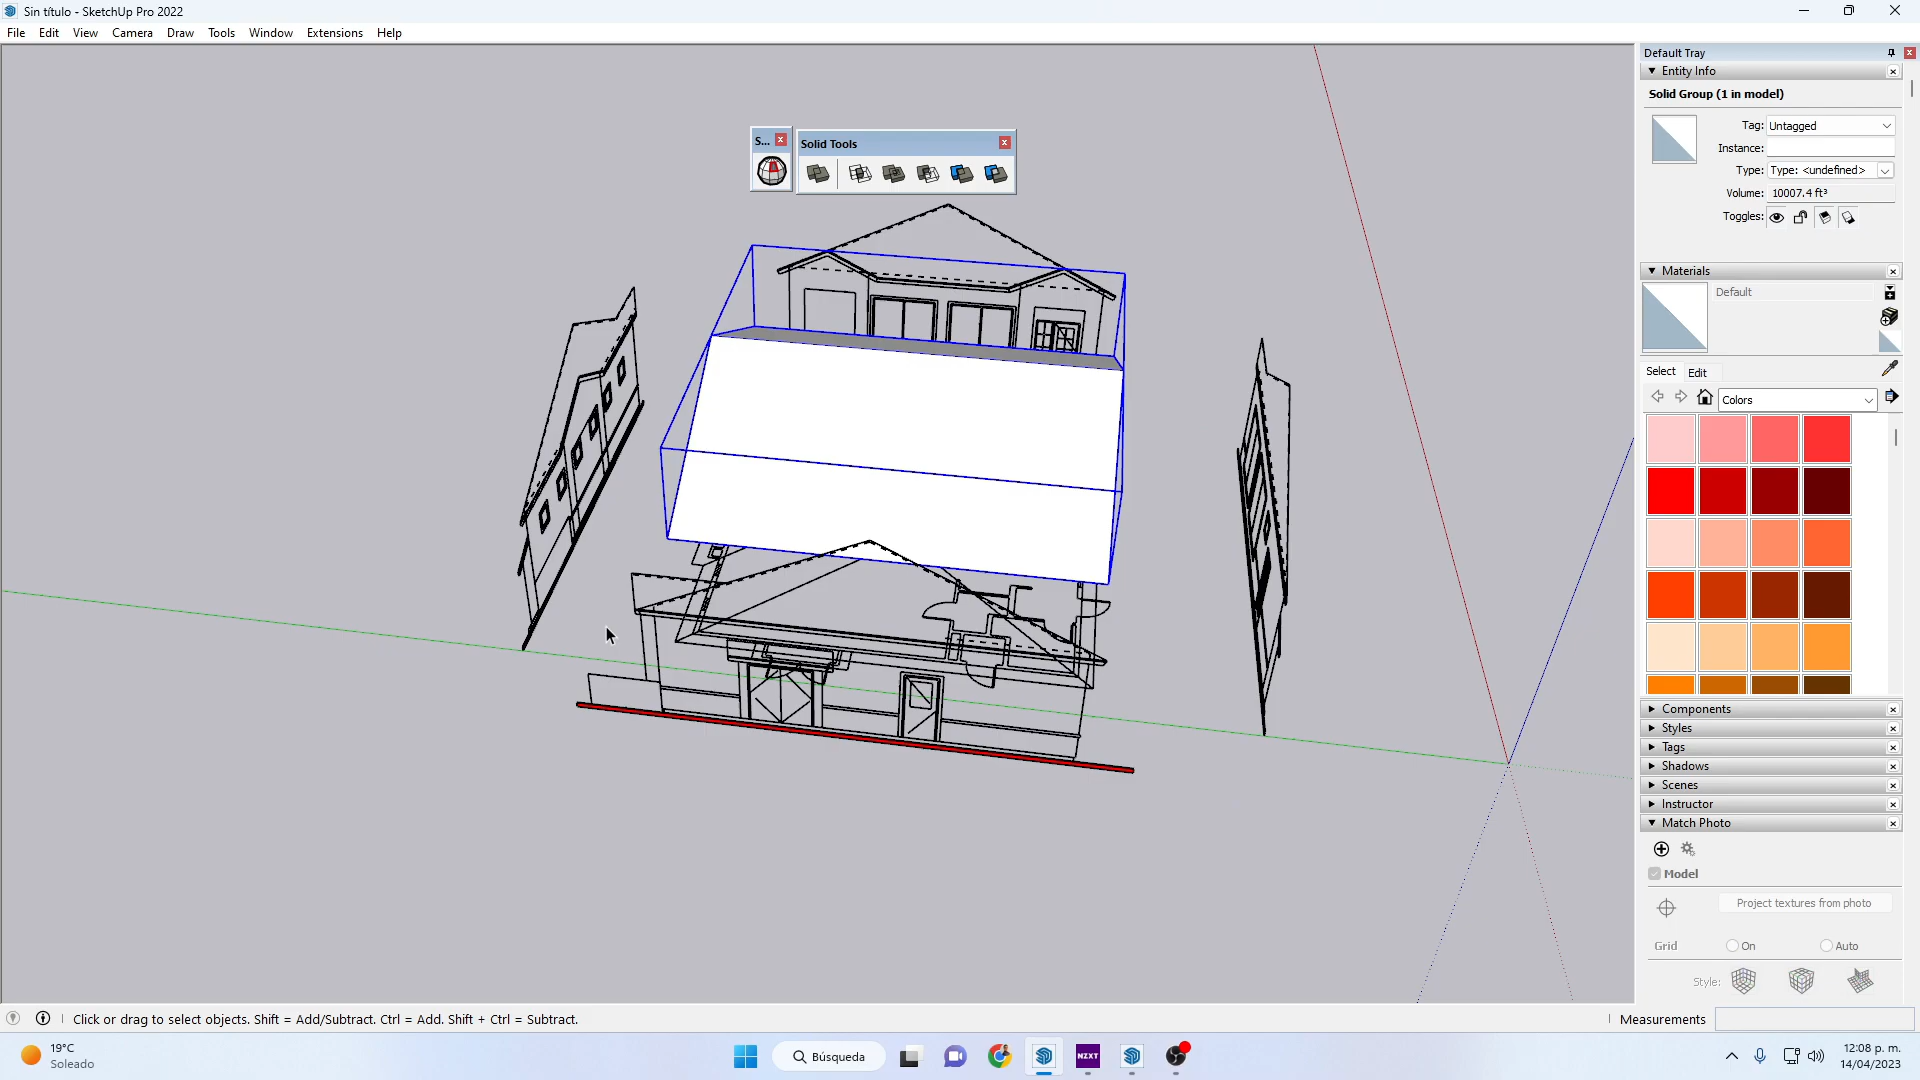 Sin título - SketchUp Pro 2022
File Edit View Camera Draw Tools Window Extensions Help
Default Tray
Entity Info
Solid Group (1 in model)
Tag: Untagged
Instance:
Type: Type: <undefined>
Volume: 10007.4 ft³
Toggles:
S... Solid Tools
Materials
Default
Select Edit
Colors
Components
Styles
Tags
Shadows
Scenes
Instructor
Match Photo
Model
Project textures from photo
Grid On Auto
Style:
Click or drag to select objects. Shift = Add/Subtract. Ctrl = Add. Shift + Ctrl = Subtract.
Measurements
19°C
Soleado
Búsqueda
NZXT
12:08 p. m.
14/04/2023